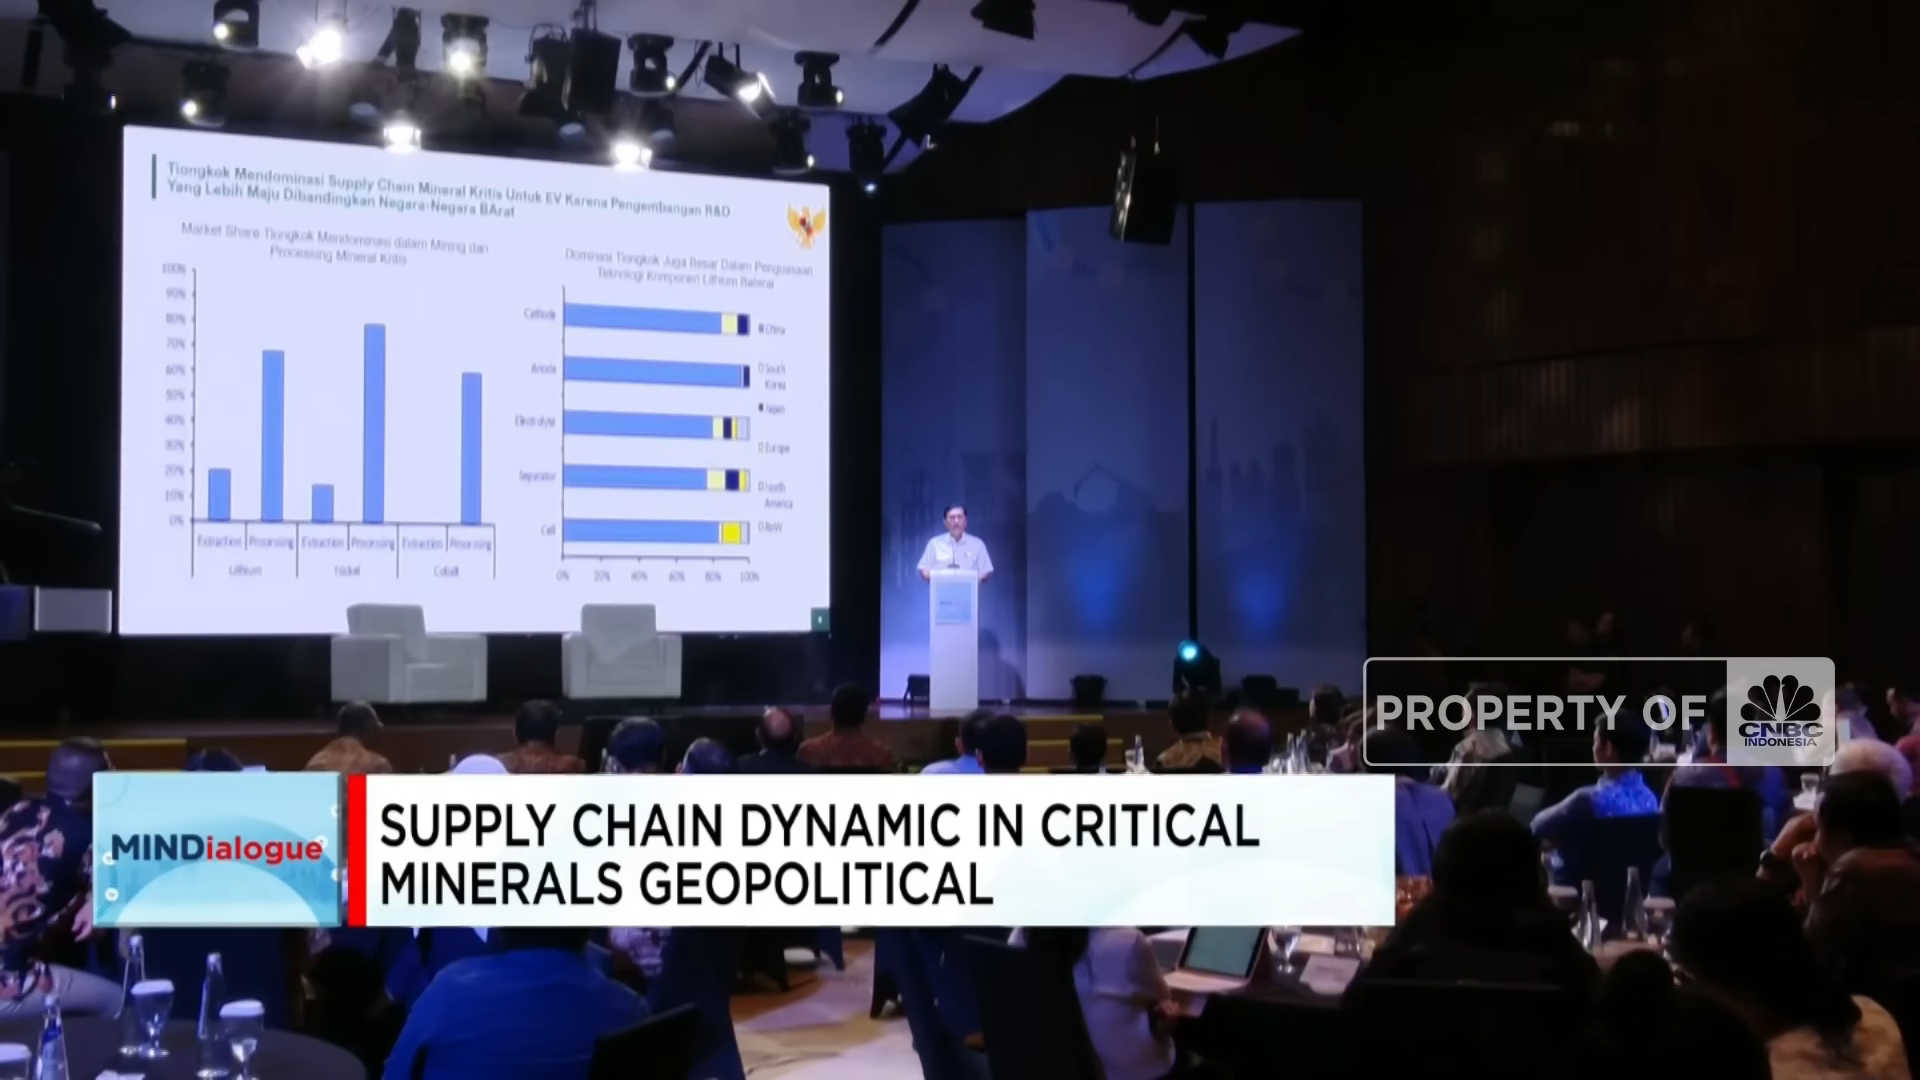 Tiongkok Mendominasi Supply Chain Mineral Kritis Untuk EV Karena Pengembangan R&D
Yang Lebih Maju Dibandingkan Negara-Negara BArat
Market Share Tiongkok Mendominasi dalam Mining dan
Processing Mineral Kritis
100%
90%
80%
70%
60%
50%
40%
30%
20%
10%
0%
Extraction Processing Extraction Processing Extraction Processing
Lithium Nickel Cobalt
Dominasi Tiongkok Juga Besar Dalam Penguasaan
Teknologi Komponen Lithium Baterai
Cathode
Anode
Electrolyte
Separator
Cell
0% 20% 40% 60% 80% 100%
China
South
Korea
Japan
Europe
North
America
RoW
PROPERTY OF
CNBC
INDONESIA
MINDialogue
SUPPLY CHAIN DYNAMIC IN CRITICAL
MINERALS GEOPOLITICAL